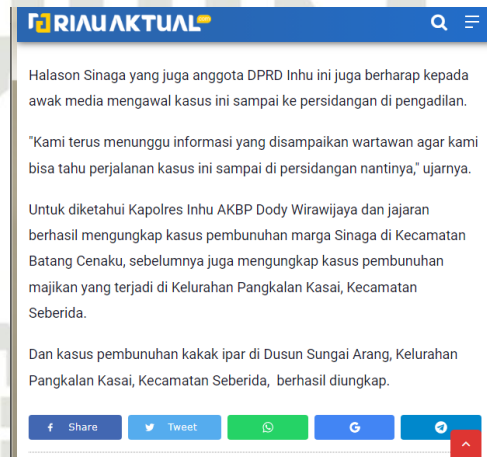 RIAUAKTUAL
Halason Sinaga yang juga anggota DPRD Inhu ini juga berharap kepada
awak media mengawal kasus ini sampai ke persidangan di pengadilan.
"Kami terus menunggu informasi yang disampaikan wartawan agar kami
bisa tahu perjalanan kasus ini sampai di persidangan nantinya," ujarnya.
Untuk diketahui Kapolres Inhu AKBP Dody Wirawijaya dan jajaran
berhasil mengungkap kasus pembunuhan marga Sinaga di Kecamatan
Batang Cenaku, sebelumnya juga mengungkap kasus pembunuhan
majikan yang terjadi di Kelurahan Pangkalan Kasai, Kecamatan
Seberida.
Dan kasus pembunuhan kakak ipar di Dusun Sungai Arang, Kelurahan
Pangkalan Kasai, Kecamatan Seberida,  berhasil diungkap.
f Share Tweet G